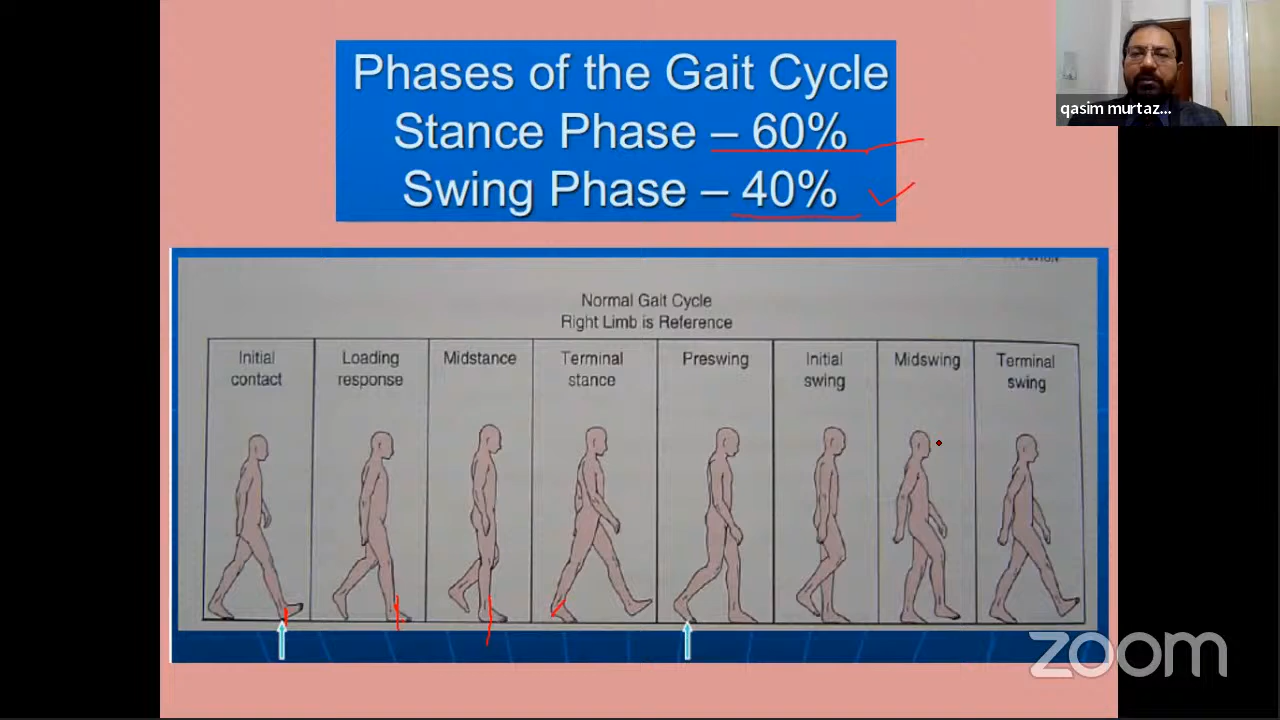 Phases of the Gait Cycle
Stance Phase – 60%
Swing Phase – 40%
qasim murtaz...
Normal Gait Cycle
Right Limb is Reference
Initial contact
Loading response
Midstance
Terminal stance
Preswing
Initial swing
Midswing
Terminal swing
zoom